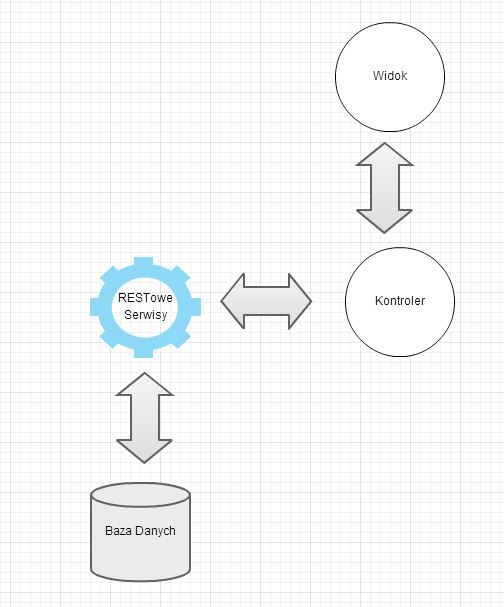 Widok
RESTowe
Serwisy
Kontroler
Baza Danych